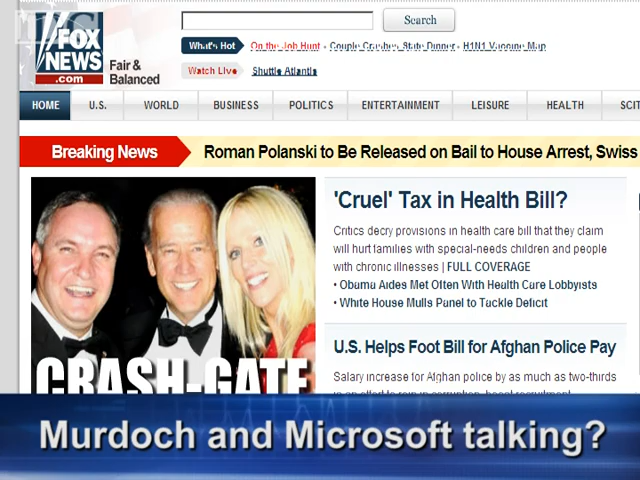 FOX
NEWS
.com
Fair &
Balanced
Search
What's Hot
On the Job Hunt · Couple Crashes State Dinner · H1N1 Vaccine Map
Watch Live
Shuttle Atlantis
HOME
U.S.
WORLD
BUSINESS
POLITICS
ENTERTAINMENT
LEISURE
HEALTH
SCIT
Breaking News
Roman Polanski to Be Released on Bail to House Arrest, Swiss
'Cruel' Tax in Health Bill?
Critics decry provisions in health care bill that they claim
will hurt families with special-needs children and people
with chronic illnesses | FULL COVERAGE
• Obama Aides Met Often With Health Care Lobbyists
• White House Mulls Panel to Tackle Deficit
CRASH-GATE
U.S. Helps Foot Bill for Afghan Police Pay
Salary increase for Afghan police by as much as two-thirds
Murdoch and Microsoft talking?